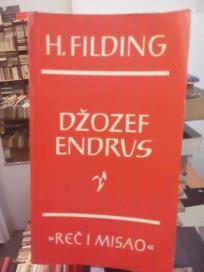 H. FILDING
DŽOZEF
ENDRUS
»REČ I MISAO«